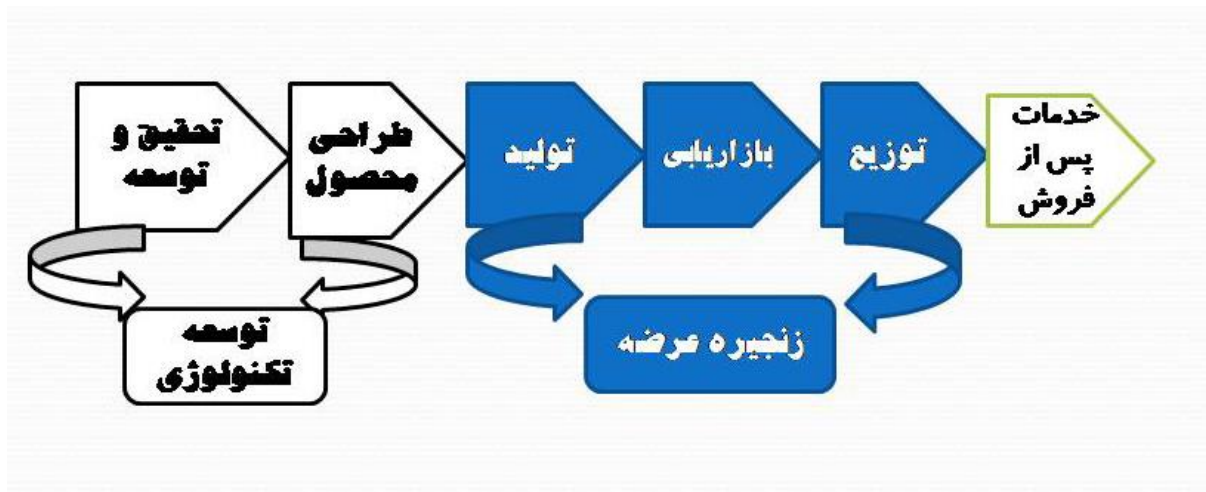 تحقیق و
توسعه
طراحی
محصول
تولید
بازاریابی
توزیع
خدمات
پس از
فروش
توسعه
تکنولوژی
زنجیره عرضه